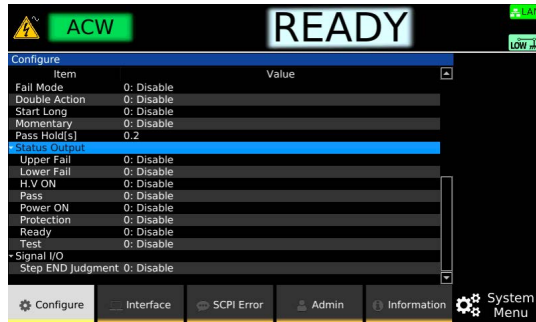 ACW
READY
LAN
LOW
Configure
Item Value
Fail Mode 0: Disable
Double Action 0: Disable
Start Long 0: Disable
Momentary 0: Disable
Pass Hold[s] 0.2
Status Output
Upper Fail 0: Disable
Lower Fail 0: Disable
H.V ON 0: Disable
Pass 0: Disable
Power ON 0: Disable
Protection 0: Disable
Ready 0: Disable
Test 0: Disable
Signal I/O
Step END Judgment 0: Disable
Configure Interface SCPI Error Admin Information System Menu